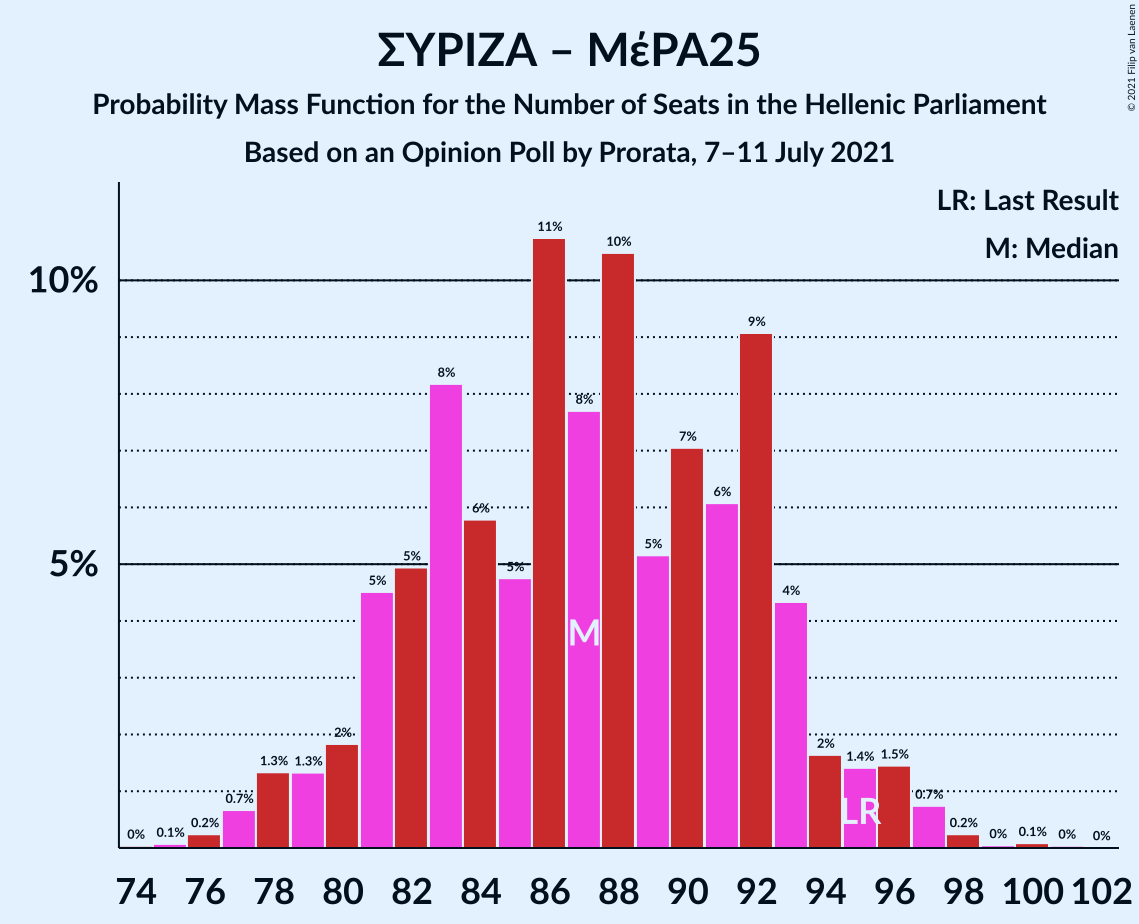 ΣΥΡΙΖΑ – ΜέΡΑ25
Probability Mass Function for the Number of Seats in the Hellenic Parliament
Based on an Opinion Poll by Prorata, 7–11 July 2021
© 2021 Filip van Laenen
LR: Last Result
M: Median
10%
5%
0% 0.1% 0.2% 0.7% 1.3% 1.3% 2% 5% 5% 8% 6% 5% 11% 8% 10% 5% 7% 6% 9% 4% 2% 1.4% 1.5% 0.7% 0.2% 0% 0.1% 0% 0%
M
LR
74 76 78 80 82 84 86 88 90 92 94 96 98 100 102